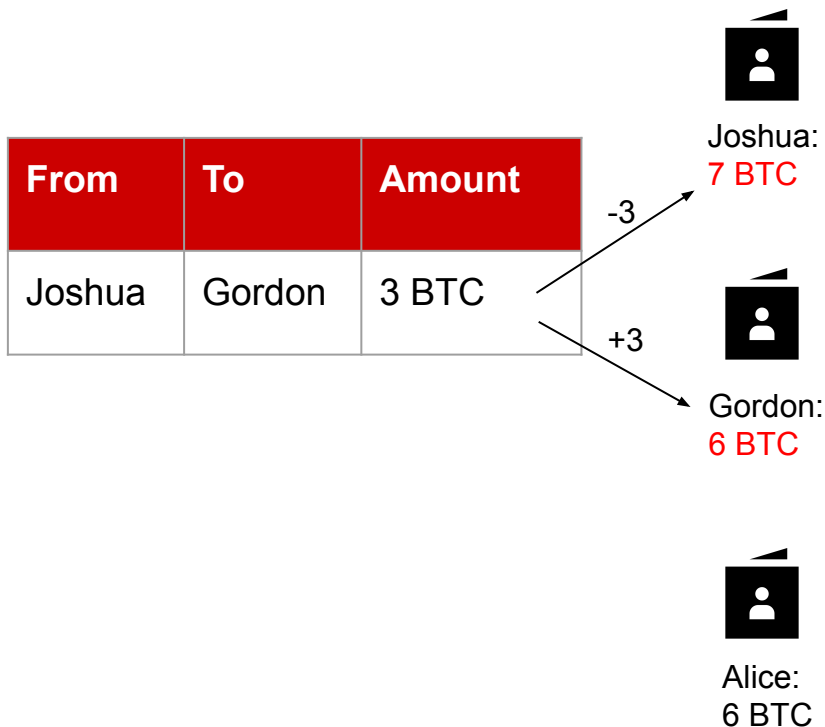 Joshua:
7 BTC
From To Amount
-3
Joshua Gordon 3 BTC
+3
Gordon:
6 BTC
Alice:
6 BTC